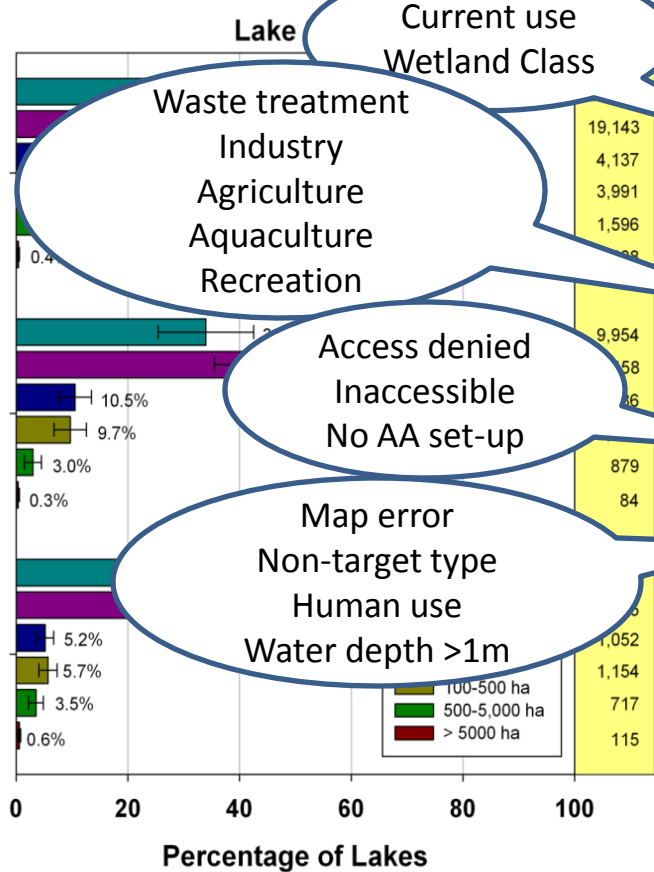 Lake
Current use
Wetland Class
Waste treatment
Industry
Agriculture
Aquaculture
Recreation
19,143
4,137
3,991
1,596
9,954
10.5%
9.7%
3.0%
879
0.3%
84
Access denied
Inaccessible
No AA set-up
Map error
Non-target type
Human use
Water depth >1m
5.2%
1,052
5.7%
1,154
3.5%
717
0.6%
115
100-500 ha
500-5,000 ha
> 5000 ha
0 20 40 60 80 100
Percentage of Lakes